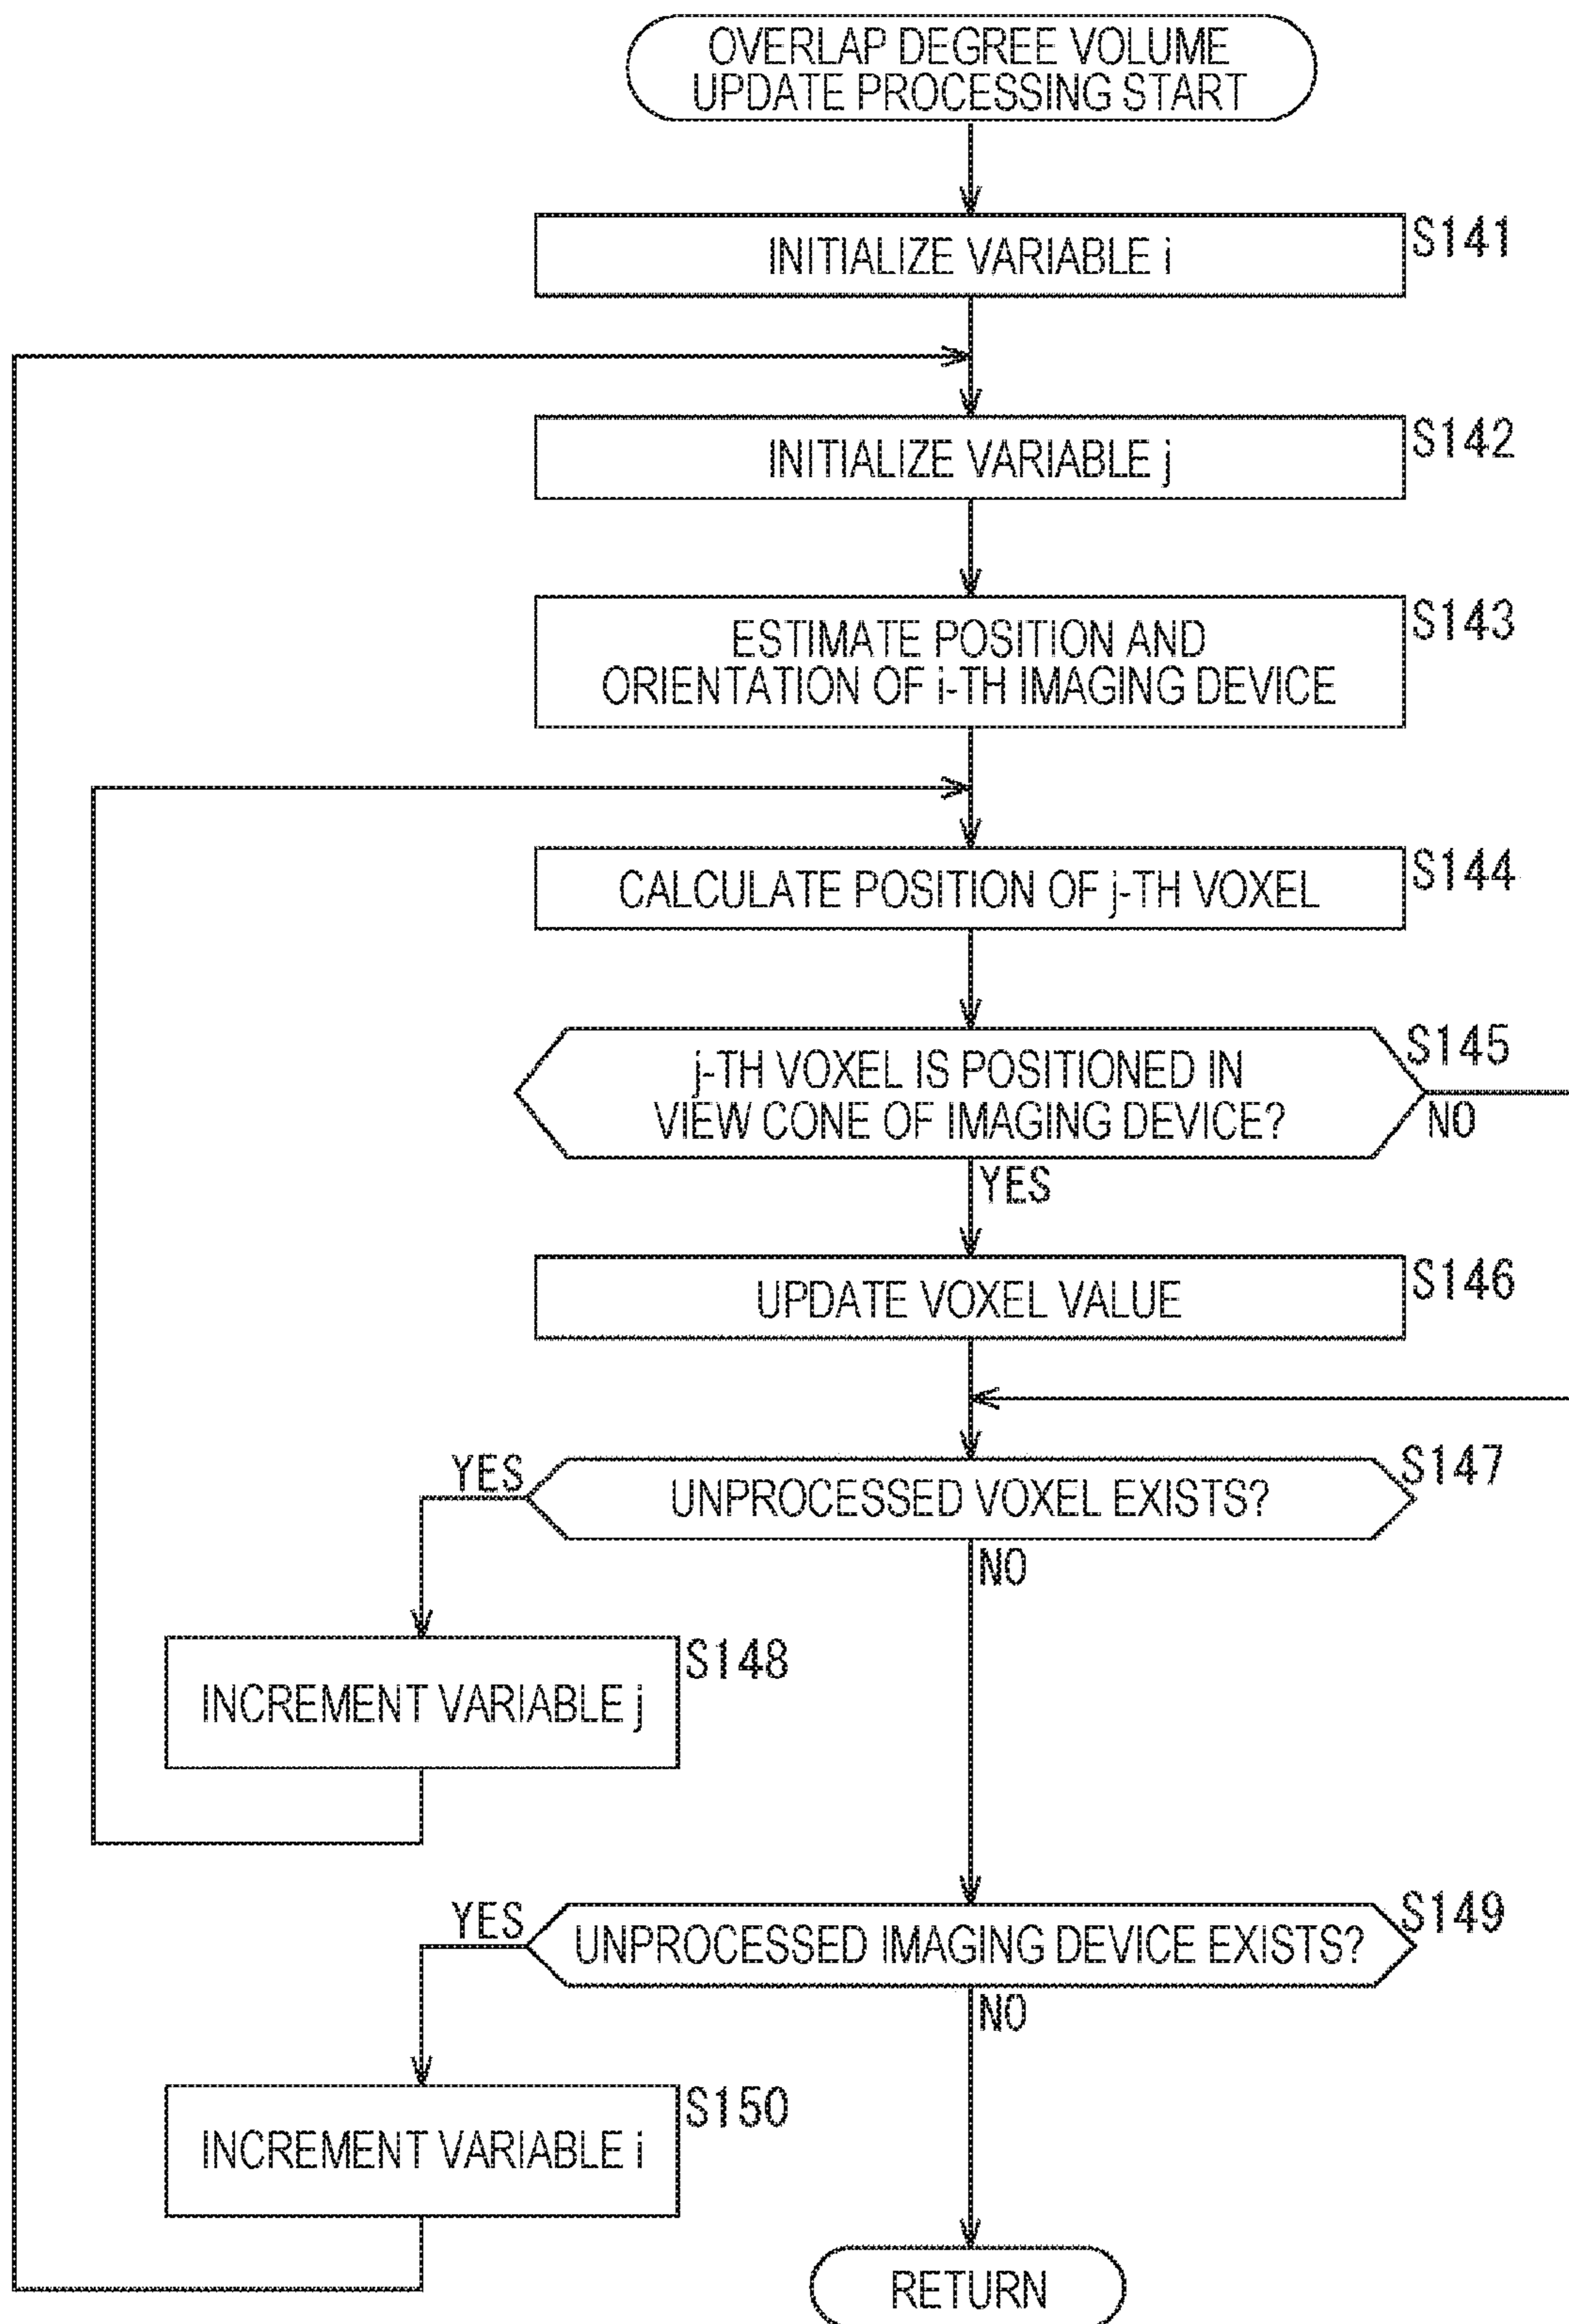 OVERLAP DEGREE VOLUME
UPDATE PROCESSING START
INITIALIZE VARIABLE i
S141
INITIALIZE VARIABLE j
S142
ESTIMATE POSITION AND
ORIENTATION OF i-TH IMAGING DEVICE
S143
CALCULATE POSITION OF j-TH VOXEL
S144
j-TH VOXEL IS POSITIONED IN
VIEW CONE OF IMAGING DEVICE?
S145
NO
YES
UPDATE VOXEL VALUE
S146
YES
UNPROCESSED VOXEL EXISTS?
S147
NO
INCREMENT VARIABLE j
S148
YES
UNPROCESSED IMAGING DEVICE EXISTS?
S149
NO
INCREMENT VARIABLE i
S150
RETURN